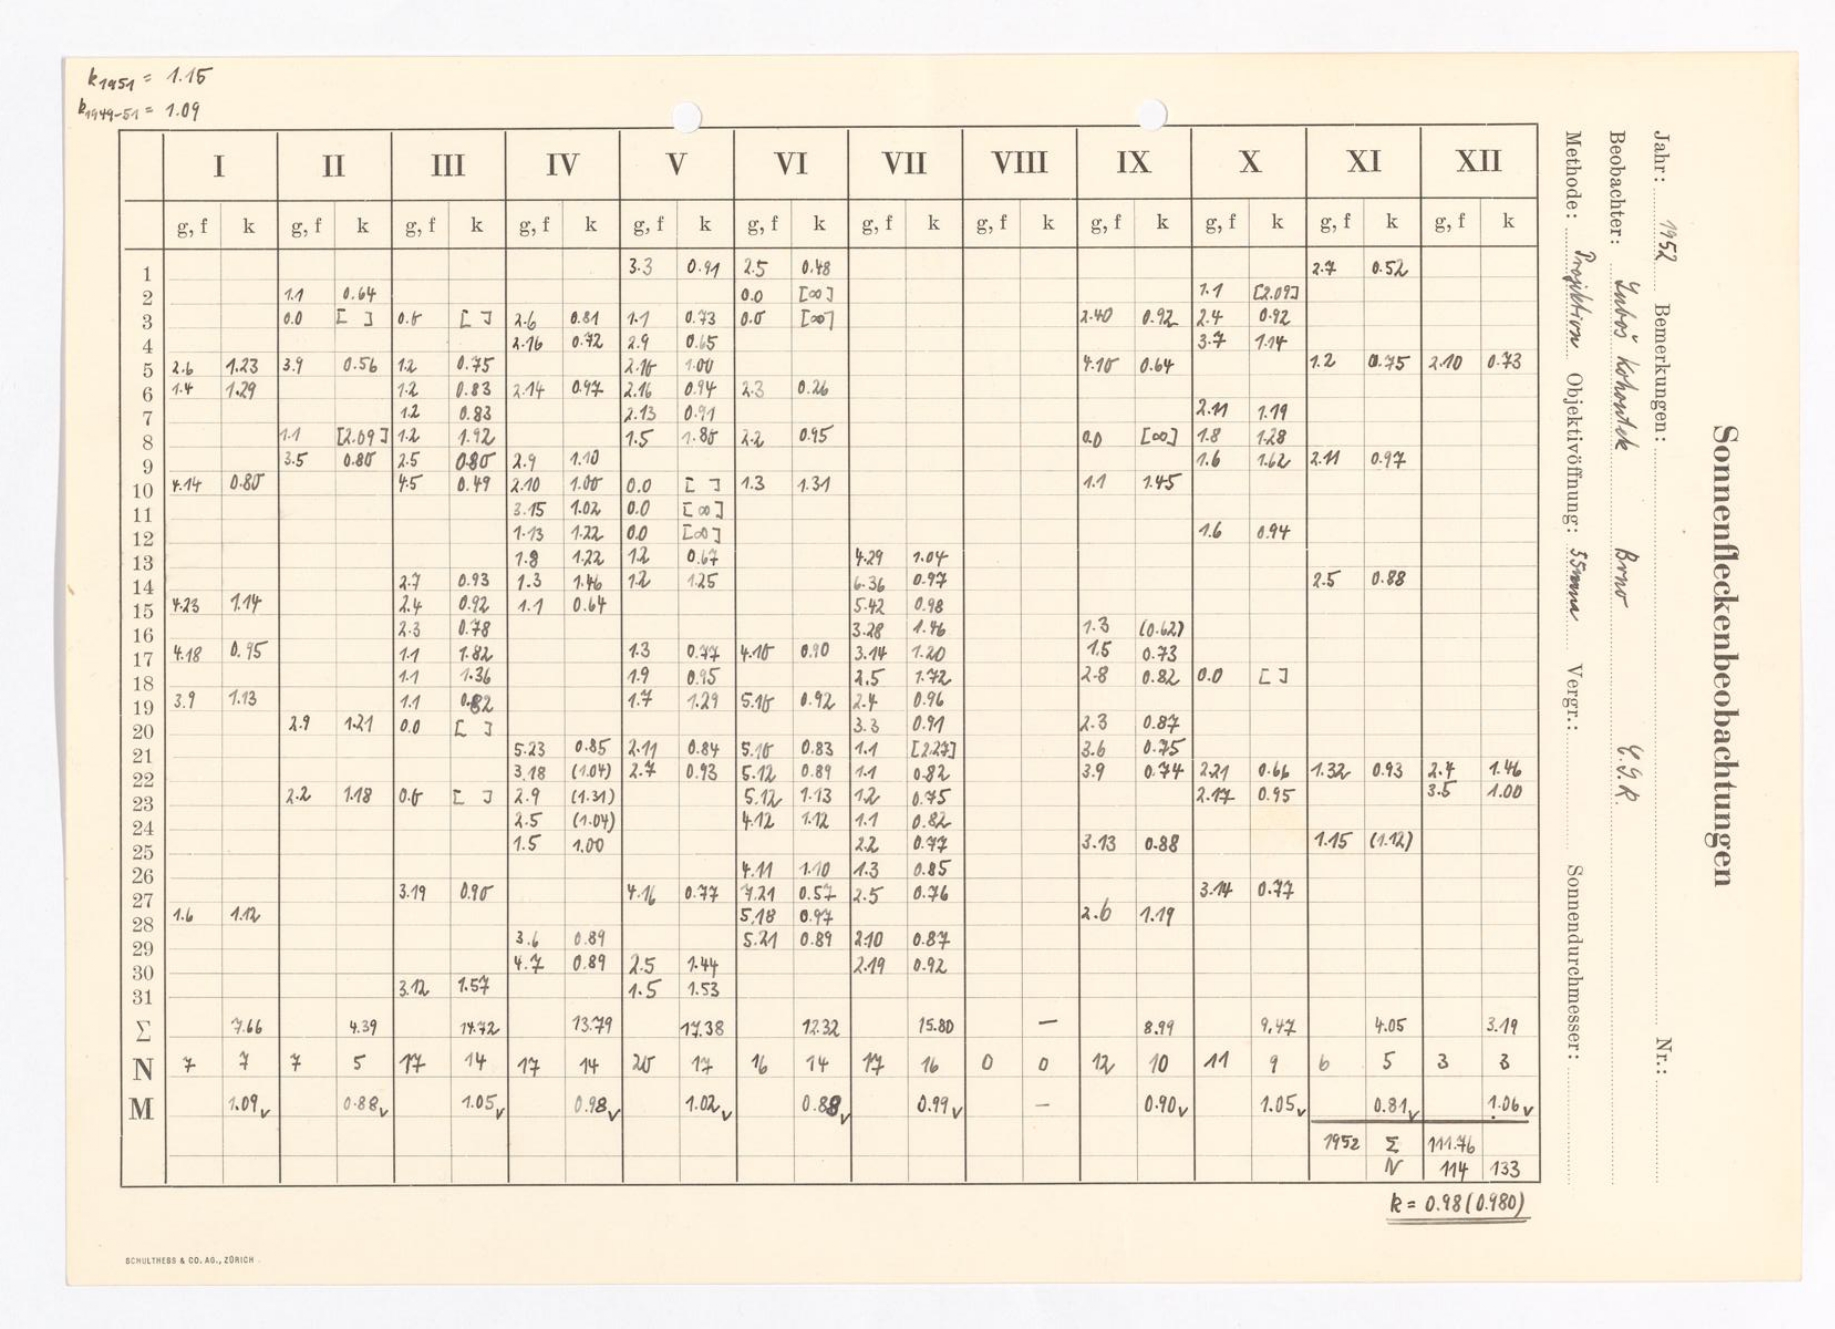 k1951 = 1.15
k1949-51 = 1.09
I II III IV V VI VII VIII IX X XI XII
g, f k g, f k g, f k g, f k g, f k g, f k g, f k g, f k g, f k g, f k g, f k g, f k
1 3.3 0.91 2.5 0.48 2.7 0.52
2 1.1 0.64 0.0 [∞] 1.1 [2.09]
3 0.0 [ ] 0.0 [ ] 2.6 0.81 1.1 0.73 0.0 [∞] 2.40 0.92 2.4 0.92
4 2.16 0.72 2.9 0.65 3.7 1.14
5 2.6 1.23 3.9 0.56 1.2 0.75 2.10 1.00 4.10 0.64 1.2 0.75 2.10 0.73
6 1.4 1.29 1.2 0.83 2.14 0.97 2.16 0.94 2.3 0.26
7 1.2 0.83 2.13 0.91 2.11 1.19
8 1.1 [2.09] 1.2 1.92 1.5 1.80 2.2 0.95 0.0 [∞] 1.8 1.28
9 3.5 0.80 2.5 0.80 2.9 1.10 1.6 1.62 2.11 0.97
10 4.14 0.80 4.5 0.49 2.10 1.00 0.0 [ ] 1.3 1.31 1.1 1.45
11 3.15 1.02 0.0 [∞]
12 1.13 1.22 0.0 [∞] 1.6 0.94
13 1.8 1.22 1.2 0.67 4.29 1.04
14 2.7 0.93 1.3 1.46 1.2 1.25 6.36 0.97 2.5 0.88
15 4.23 1.14 2.4 0.92 1.1 0.64 5.42 0.98
16 2.3 0.78 3.28 1.46 1.3 (0.62)
17 4.18 0.95 1.1 1.82 1.3 0.77 4.10 0.90 3.14 1.20 1.5 0.73
18 1.1 1.36 1.9 0.95 2.5 1.72 2.8 0.82 0.0 [ ]
19 3.9 1.13 1.1 0.82 1.7 1.29 5.10 0.92 2.4 0.96
20 2.9 1.21 0.0 [ ] 3.3 0.91 2.3 0.87
21 5.23 0.85 2.11 0.84 5.10 0.83 1.1 [2.27] 3.6 0.75
22 3.18 (1.04) 2.7 0.93 5.12 0.89 1.1 0.82 3.9 0.74 2.21 0.66 1.32 0.93 2.4 1.46
23 2.2 1.18 0.0 [ ] 2.9 (1.31) 5.12 1.13 1.2 0.75 2.17 0.95 3.5 1.00
24 2.5 (1.04) 4.12 1.12 1.1 0.82
25 1.5 1.00 2.2 0.77 3.13 0.88 1.15 (1.12)
26 4.11 1.10 1.3 0.85
27 3.19 0.90 4.16 0.77 7.21 0.57 2.5 0.76 3.14 0.77
28 1.6 1.12 5.18 0.97 2.6 1.19
29 3.6 0.89 5.21 0.89 2.10 0.87
30 4.7 0.89 2.5 1.44 2.19 0.92
31 3.12 1.57 1.5 1.53
Σ 7.66 4.39 14.72 13.79 17.38 12.32 15.80 — 8.99 9.47 4.05 3.19
N 7 7 7 5 17 14 17 14 20 17 16 14 17 16 0 0 12 10 11 9 6 5 3 3
M 1.09 0.88 1.05 0.98 1.02 0.88 0.99 — 0.90 1.05 0.81 1.06
1952 Σ 111.76
N 114 133
k = 0.98 (0.980)
SCHULTHESS & CO. AG., ZÜRICH
Sonnenfleckenbeobachtungen
Jahr: 1952 Bemerkungen: Nr.:
Beobachter: Luboš Kohoutek Brno Č.S.R.
Methode: Projektion Objektivöffnung: 55mm Vergr.: Sonnendurchmesser: